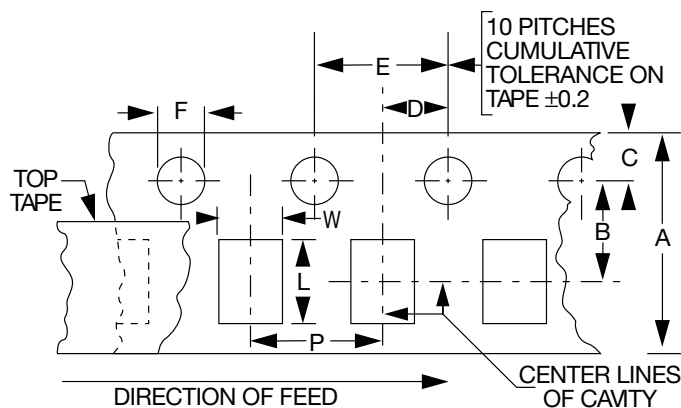 10 PITCHES
CUMULATIVE
TOLERANCE ON
TAPE ±0.2
E
F
D
C
TOP
TAPE
W
B
A
L
P
CENTER LINES
OF CAVITY
DIRECTION OF FEED